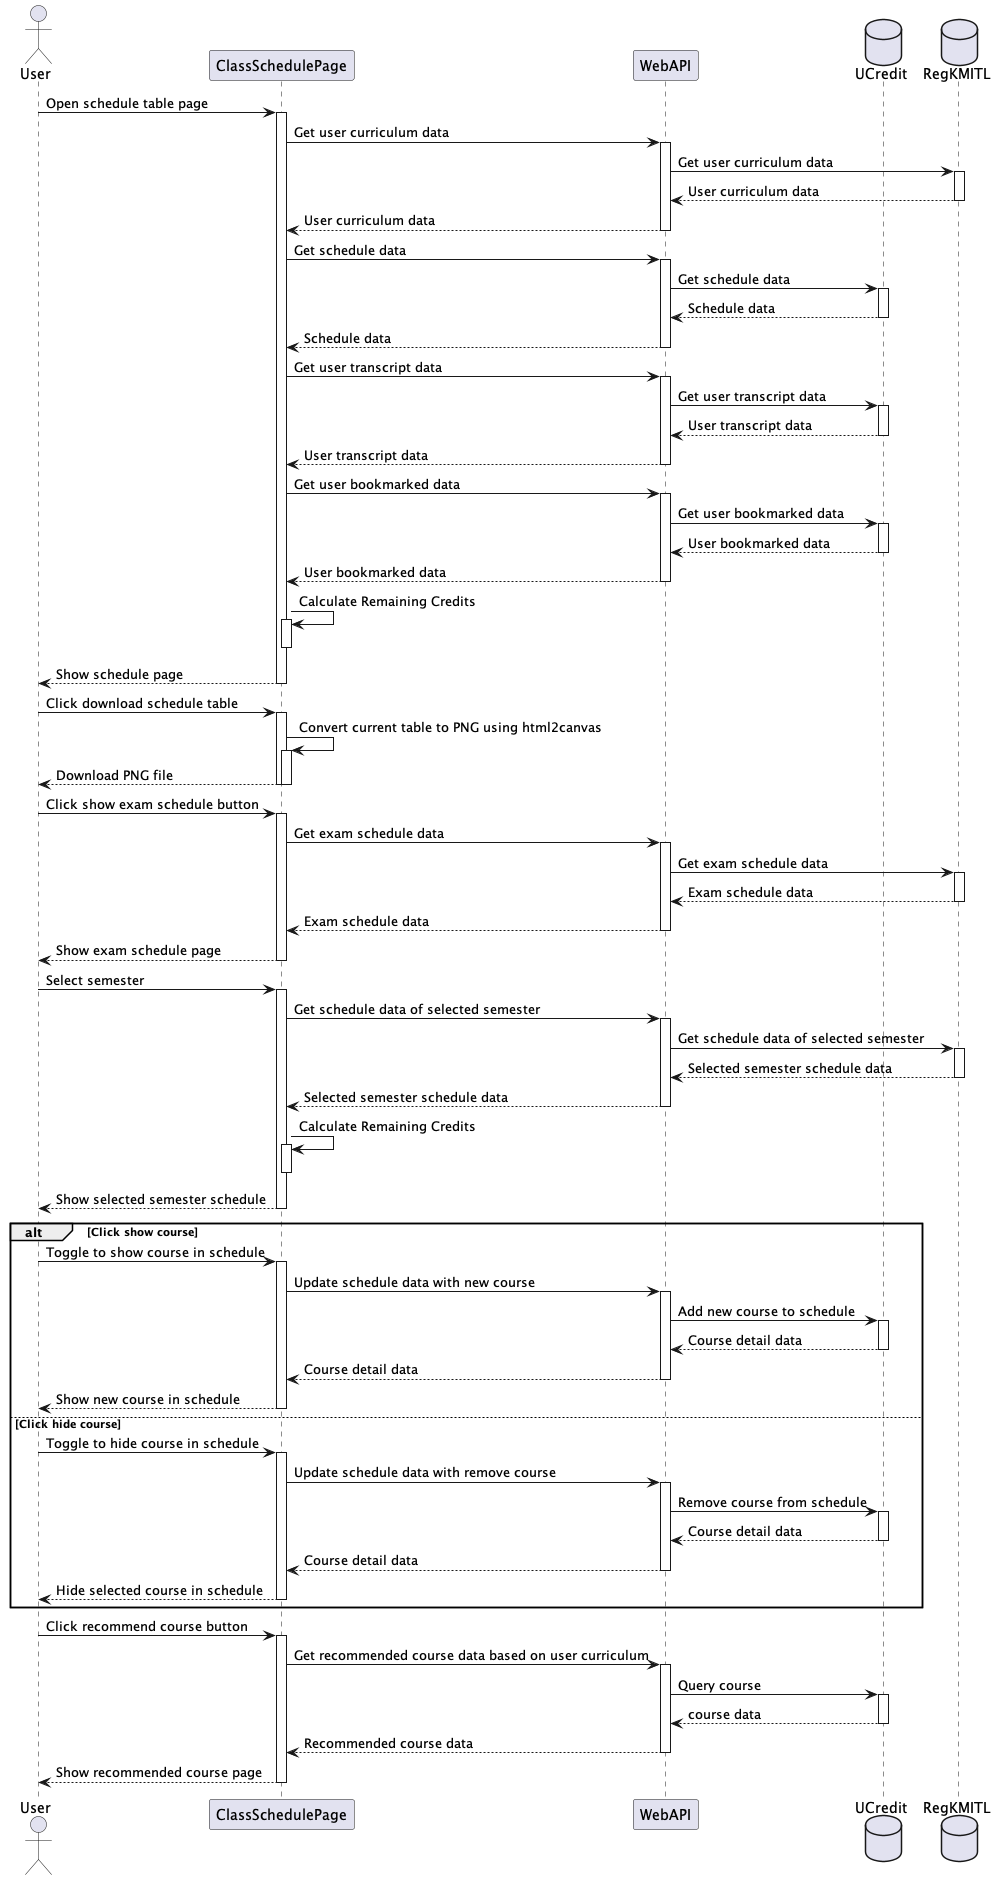 User
ClassSchedulePage
WebAPI
UCredit
RegKMITL
Open schedule table page
Get user curriculum data
Get user curriculum data
User curriculum data
User curriculum data
Get schedule data
Get schedule data
Schedule data
Schedule data
Get user transcript data
Get user transcript data
User transcript data
User transcript data
Get user bookmarked data
Get user bookmarked data
User bookmarked data
User bookmarked data
Calculate Remaining Credits
Show schedule page
Click download schedule table
Convert current table to PNG using html2canvas
Download PNG file
Click show exam schedule button
Get exam schedule data
Get exam schedule data
Exam schedule data
Exam schedule data
Show exam schedule page
Select semester
Get schedule data of selected semester
Get schedule data of selected semester
Selected semester schedule data
Selected semester schedule data
Calculate Remaining Credits
Show selected semester schedule
alt [Click show course]
Toggle to show course in schedule
Update schedule data with new course
Add new course to schedule
Course detail data
Course detail data
Show new course in schedule
[Click hide course]
Toggle to hide course in schedule
Update schedule data with remove course
Remove course from schedule
Course detail data
Course detail data
Hide selected course in schedule
Click recommend course button
Get recommended course data based on user curriculum
Query course
course data
Recommended course data
Show recommended course page
User
ClassSchedulePage
WebAPI
UCredit
RegKMITL